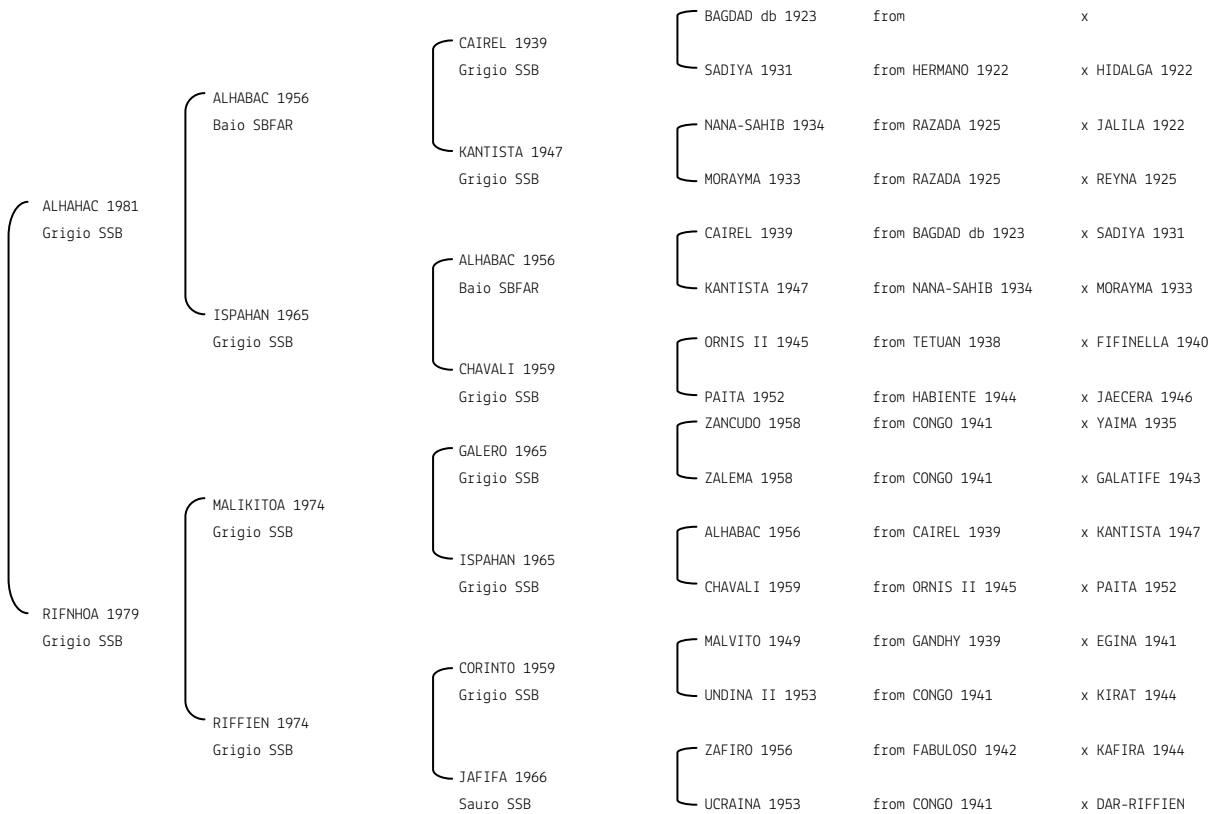 BAGDAD db 1923 from x
CAIREL 1939
Grigio SSB
SADIYA 1931 from HERMANO 1922 x HIDALGA 1922
ALHABAC 1956
Baio SBFAR
NANA-SAHIB 1934 from RAZADA 1925 x JALILA 1922
KANTISTA 1947
Grigio SSB
MORAYMA 1933 from RAZADA 1925 x REYNA 1925
ALHAHAC 1981
Grigio SSB
CAIREL 1939 from BAGDAD db 1923 x SADIYA 1931
ALHABAC 1956
Baio SBFAR
KANTISTA 1947 from NANA-SAHIB 1934 x MORAYMA 1933
ISPAHAN 1965
Grigio SSB
ORNIS II 1945 from TETUAN 1938 x FIFINELLA 1940
CHAVALI 1959
Grigio SSB
PAITA 1952 from HABIENTE 1944 x JAECERA 1946
ZANCUDO 1958 from CONGO 1941 x YAIMA 1935
GALERO 1965
Grigio SSB
ZALEMA 1958 from CONGO 1941 x GALATIFE 1943
MALIKITOA 1974
Grigio SSB
ALHABAC 1956 from CAIREL 1939 x KANTISTA 1947
ISPAHAN 1965
Grigio SSB
CHAVALI 1959 from ORNIS II 1945 x PAITA 1952
RIFNHOA 1979
Grigio SSB
MALVITO 1949 from GANDHY 1939 x EGINA 1941
CORINTO 1959
Grigio SSB
UNDINA II 1953 from CONGO 1941 x KIRAT 1944
RIFFIEN 1974
Grigio SSB
ZAFIRO 1956 from FABULOSO 1942 x KAFIRA 1944
JAFIFA 1966
Sauro SSB
UCRAINA 1953 from CONGO 1941 x DAR-RIFFIEN